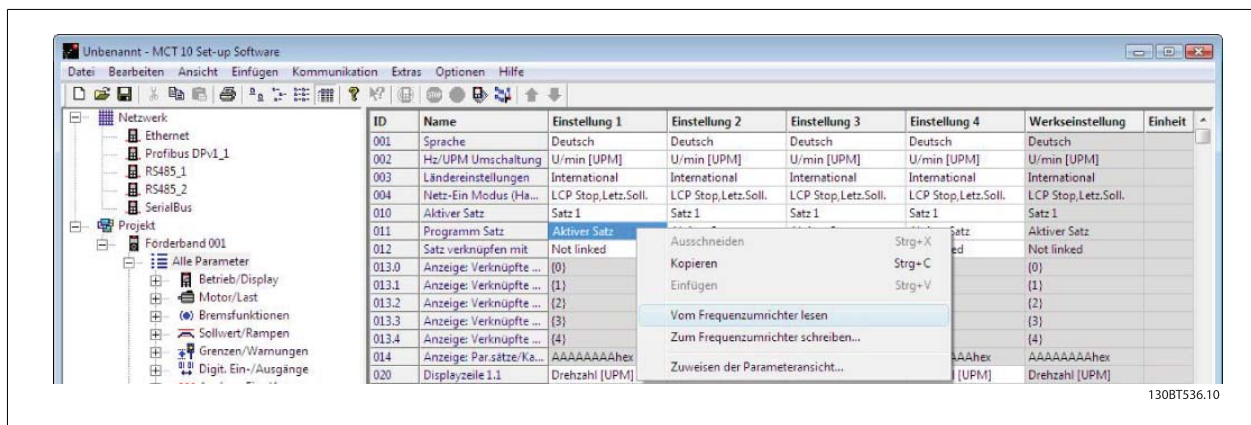 Unbenannt - MCT 10 Set-up Software
Datei Bearbeiten Ansicht Einfügen Kommunikation Extras Optionen Hilfe
Netzwerk
Ethernet
Profibus DPv1_1
RS485_1
RS485_2
SerialBus
Projekt
Förderband 001
Alle Parameter
Betrieb/Display
Motor/Last
Bremsfunktionen
Sollwert/Rampen
Grenzen/Warnungen
Digit. Ein-/Ausgänge
ID Name Einstellung 1 Einstellung 2 Einstellung 3 Einstellung 4 Werkseinstellung Einheit
001 Sprache Deutsch Deutsch Deutsch Deutsch Deutsch
002 Hz/UPM Umschaltung U/min [UPM] U/min [UPM] U/min [UPM] U/min [UPM] U/min [UPM]
003 Ländereinstellungen International International International International International
004 Netz-Ein Modus (Ha... LCP Stop,Letz.Soll. LCP Stop,Letz.Soll. LCP Stop,Letz.Soll. LCP Stop,Letz.Soll. LCP Stop,Letz.Soll.
010 Aktiver Satz Satz 1 Satz 1 Satz 1 Satz 1 Satz 1
011 Programm Satz Aktiver Satz Satz Aktiver Satz
012 Satz verknüpfen mit Not linked ed Not linked
013.0 Anzeige: Verknüpfte ... {0} {0}
013.1 Anzeige: Verknüpfte ... {1} {1}
013.2 Anzeige: Verknüpfte ... {2} {2}
013.3 Anzeige: Verknüpfte ... {3} {3}
013.4 Anzeige: Verknüpfte ... {4} {4}
014 Anzeige: Par.sätze/Ka... AAAAAAAAhex AAhex AAAAAAAAhex
020 Displayzeile 1.1 Drehzahl [UPM] [UPM] Drehzahl [UPM]
Ausschneiden Strg+X
Kopieren Strg+C
Einfügen Strg+V
Vom Frequenzumrichter lesen
Zum Frequenzumrichter schreiben...
Zuweisen der Parameteransicht...
130BT536.10